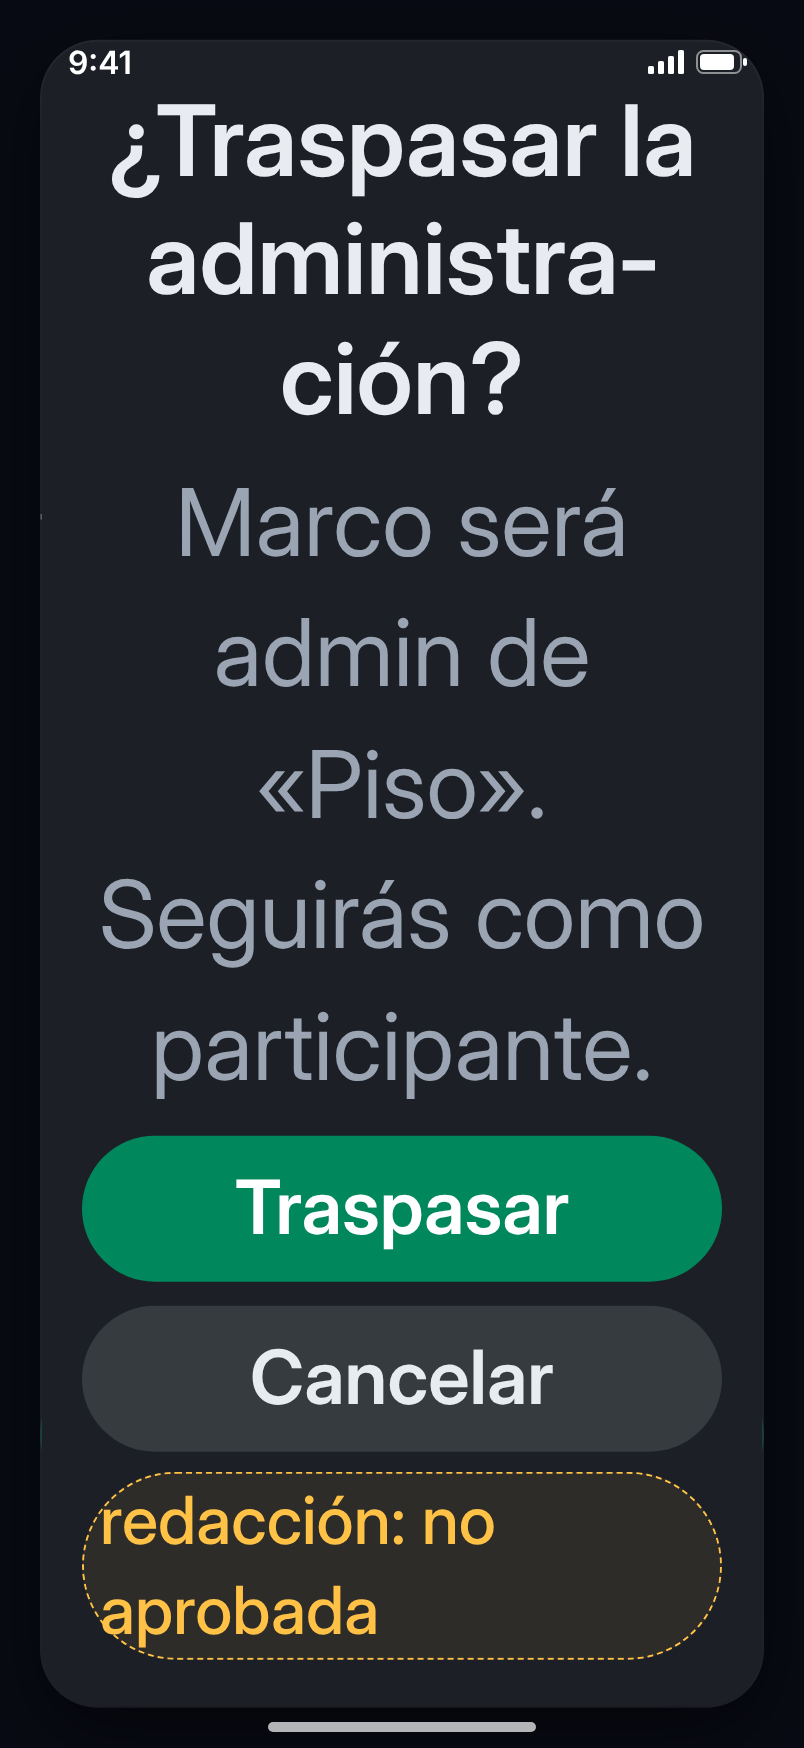 9:41
¿Traspasar la
administra-
ción?
Marco será
admin de
«Piso».
Seguirás como
participante.
Traspasar
Cancelar
redacción: no
aprobada